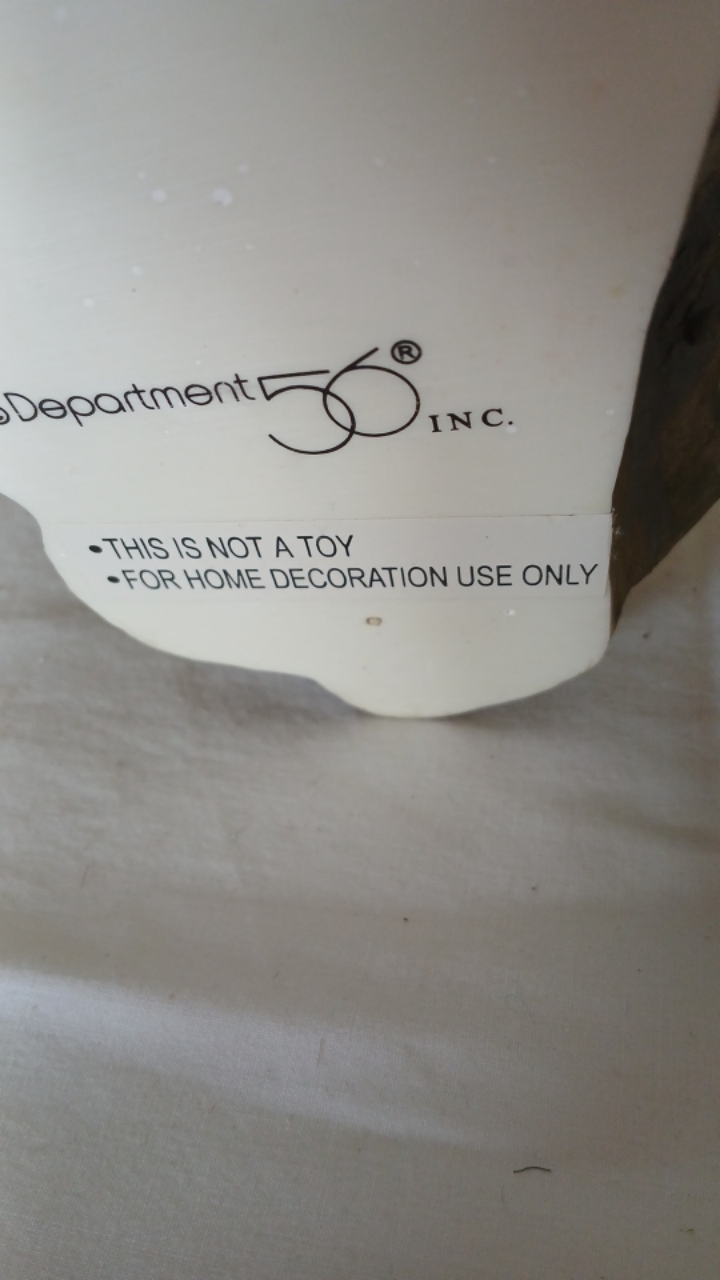 ©Department 56® INC.
•THIS IS NOT A TOY
•FOR HOME DECORATION USE ONLY